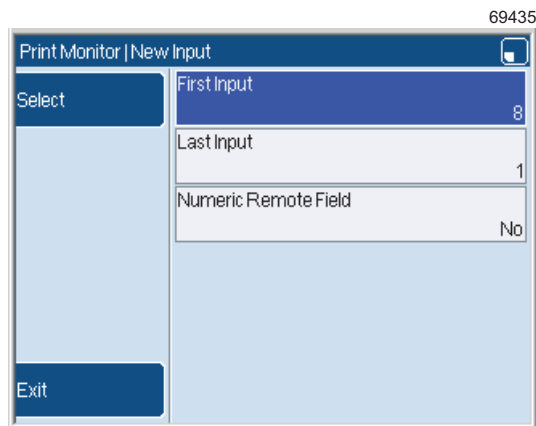 69435
Print Monitor | New Input
Select
First Input
8
Last Input
1
Numeric Remote Field
No
Exit